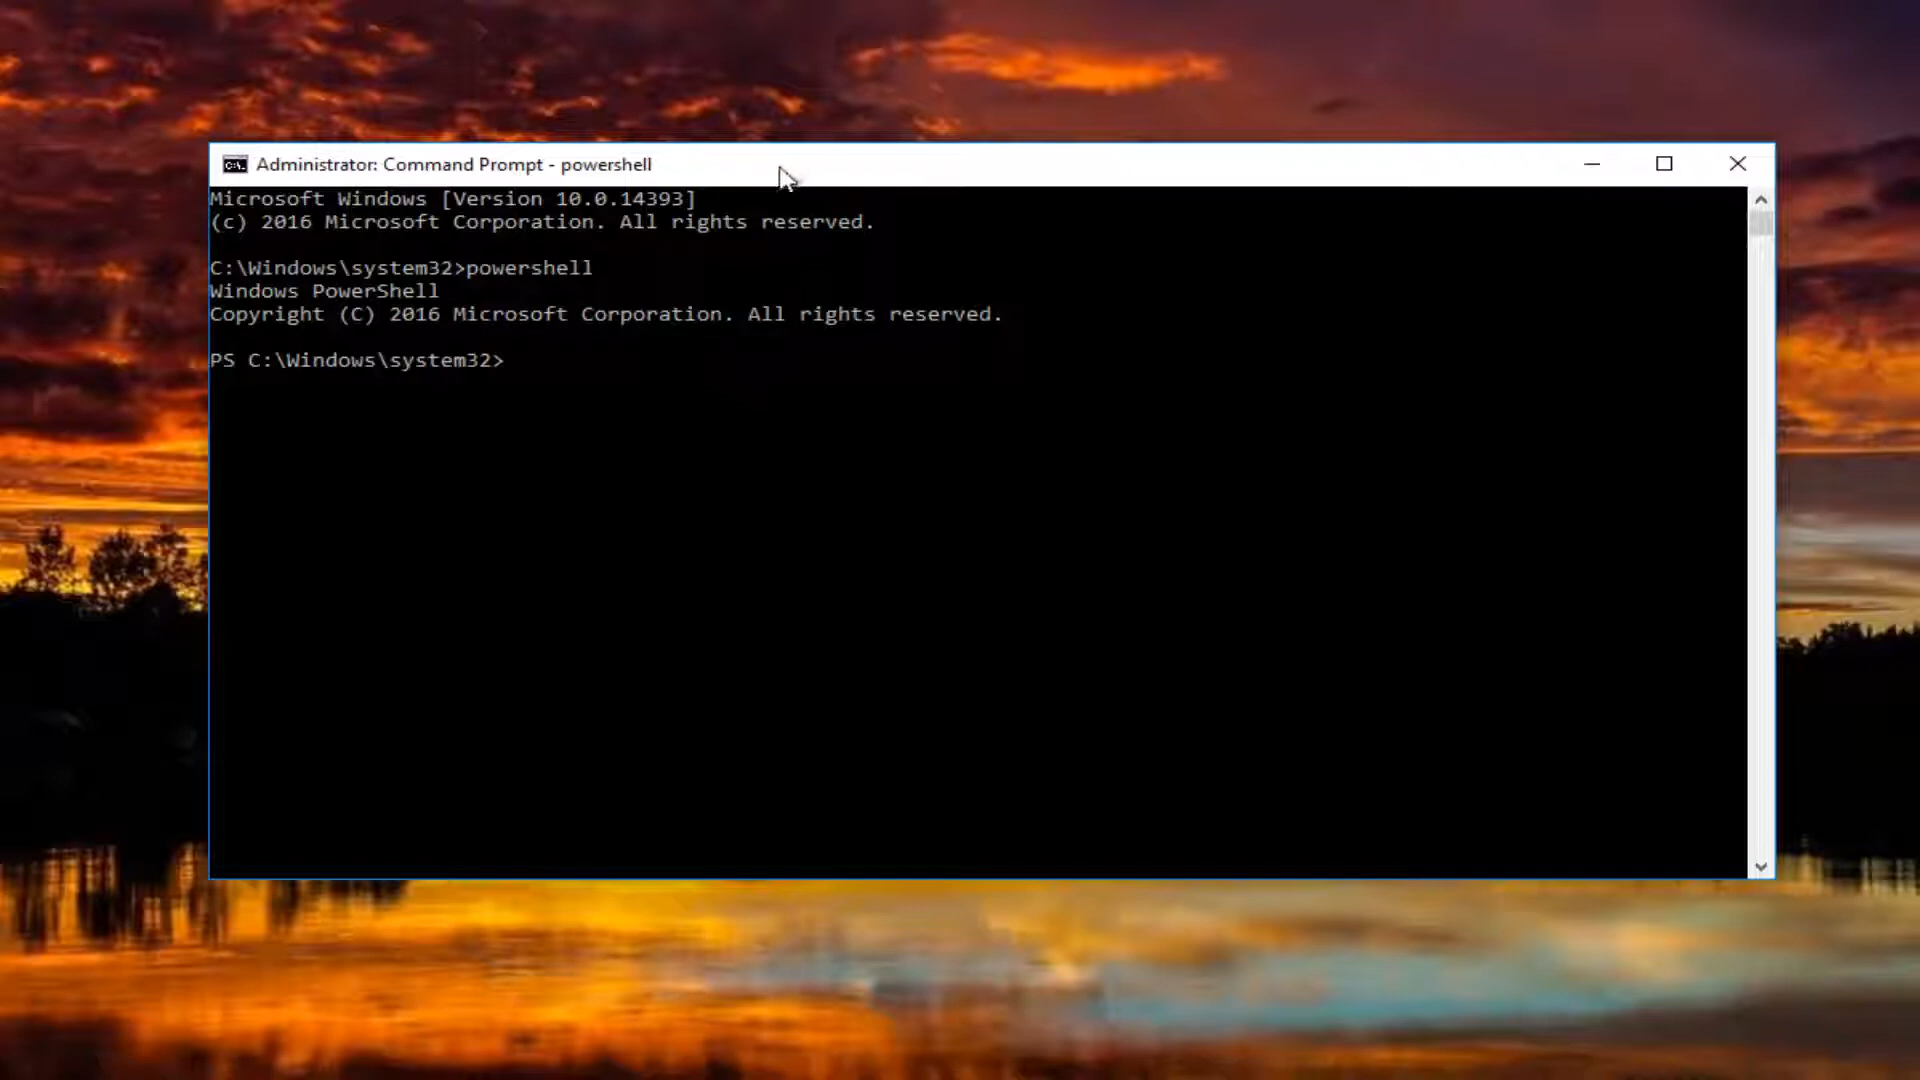 Administrator: Command Prompt - powershell
Microsoft Windows [Version 10.0.14393]
(c) 2016 Microsoft Corporation. All rights reserved.
C:\Windows\system32>powershell
Windows PowerShell
Copyright (C) 2016 Microsoft Corporation. All rights reserved.
PS C:\Windows\system32>